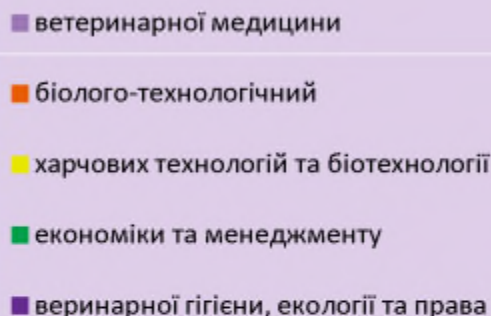 ветеринарної медицини
біолого-технологічний
харчових технологій та біотехнології
економіки та менеджменту
веринарної гігієни, екології та права